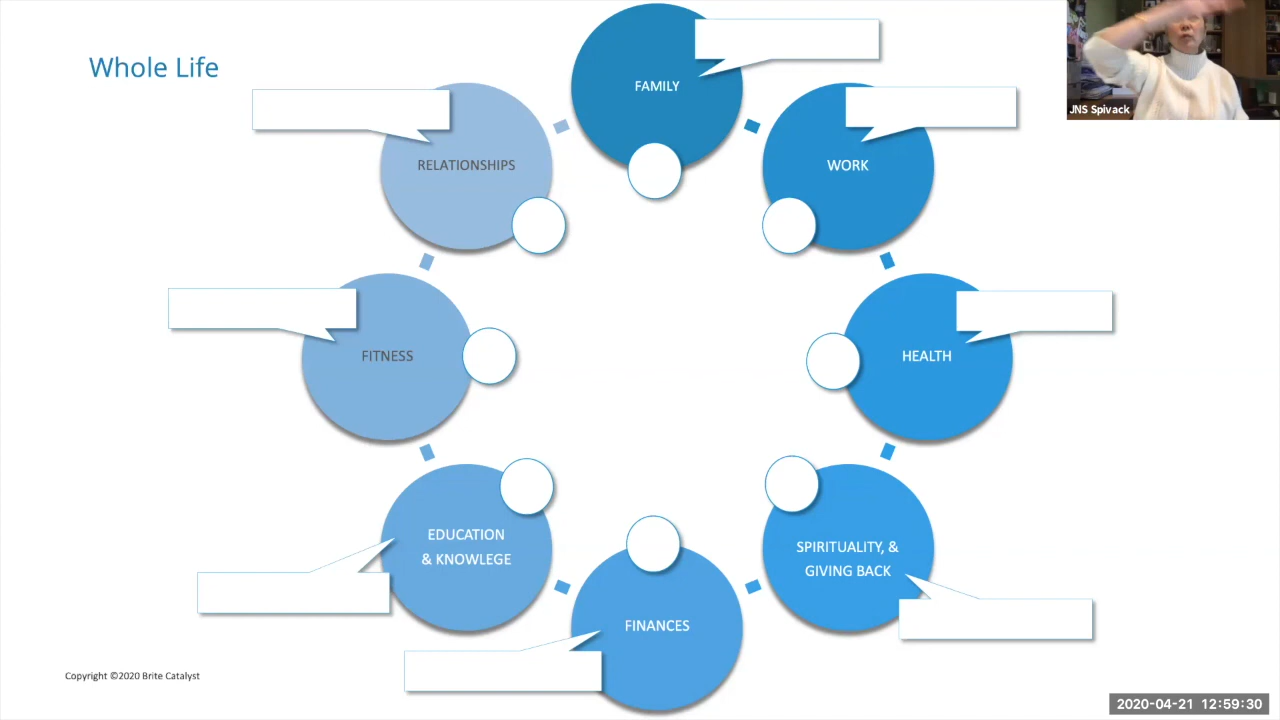 Whole Life
FAMILY
JNS Spivack
RELATIONSHIPS
WORK
FITNESS
HEALTH
EDUCATION
& KNOWLEGE
SPIRITUALITY, &
GIVING BACK
FINANCES
Copyright ©2020 Brite Catalyst
2020-04-21 12:59:30